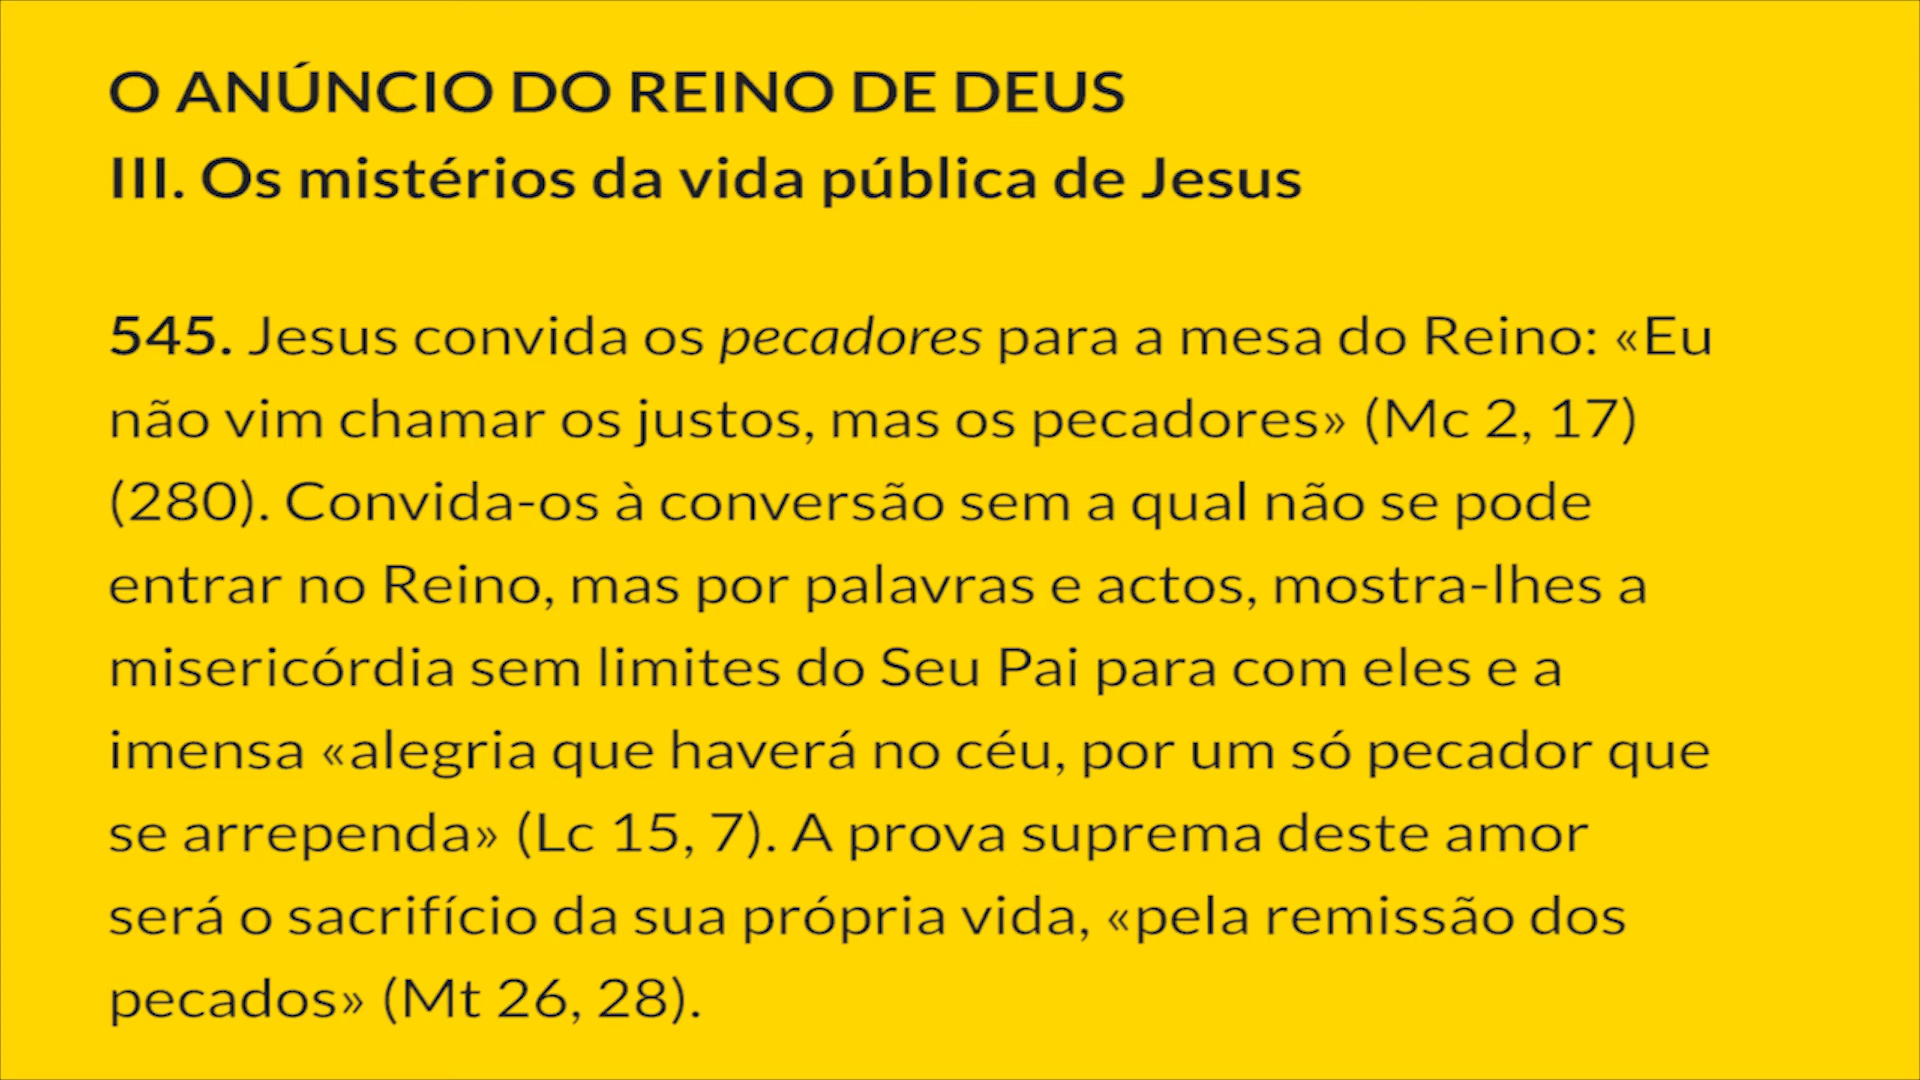 O ANÚNCIO DO REINO DE DEUS
III. Os mistérios da vida pública de Jesus
545. Jesus convida os pecadores para a mesa do Reino: «Eu
não vim chamar os justos, mas os pecadores» (Mc 2, 17)
(280). Convida-os à conversão sem a qual não se pode
entrar no Reino, mas por palavras e actos, mostra-lhes a
misericórdia sem limites do Seu Pai para com eles e a
imensa «alegria que haverá no céu, por um só pecador que
se arrependa» (Lc 15, 7). A prova suprema deste amor
será o sacrifício da sua própria vida, «pela remissão dos
pecados» (Mt 26, 28).